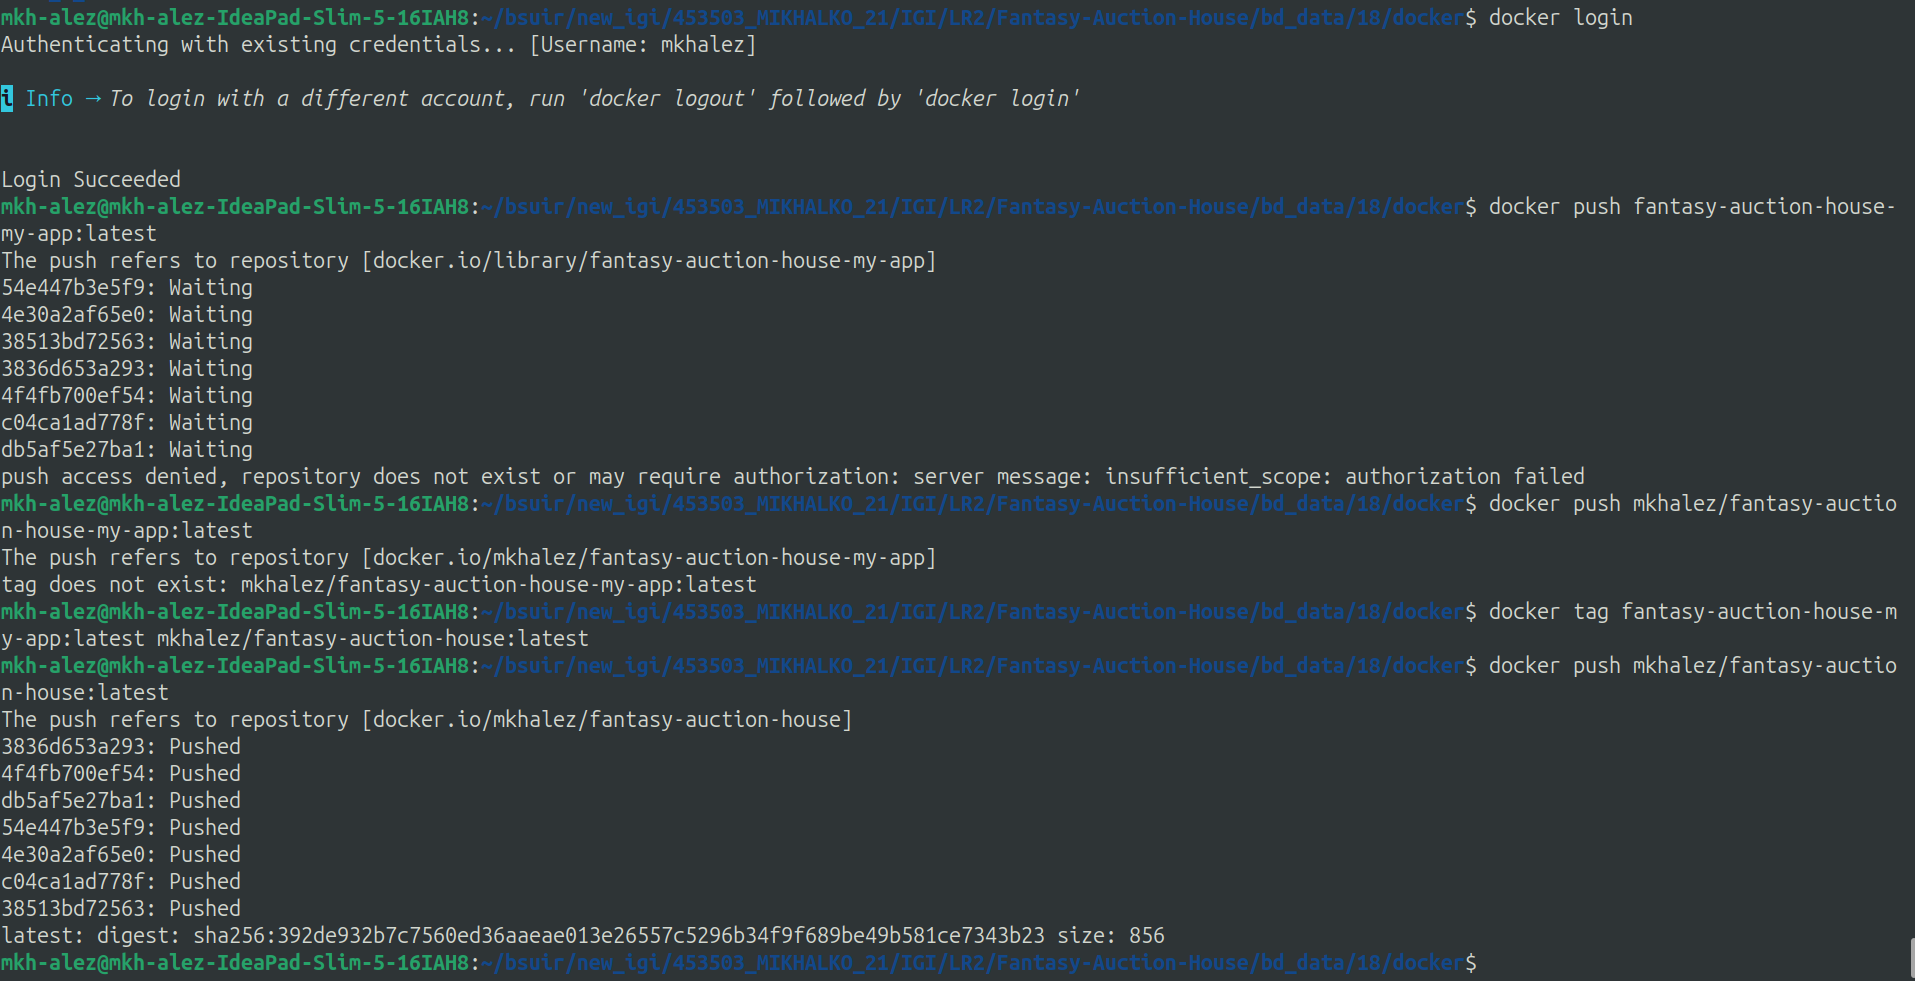 mkh-alez@mkh-alez-IdeaPad-Slim-5-16IAH8:~/bsuir/new_igi/453503_MIKHALKO_21/IGI/LR2/Fantasy-Auction-House/bd_data/18/docker$ docker login
Authenticating with existing credentials... [Username: mkhalez]
i Info → To login with a different account, run 'docker logout' followed by 'docker login'
Login Succeeded
mkh-alez@mkh-alez-IdeaPad-Slim-5-16IAH8:~/bsuir/new_igi/453503_MIKHALKO_21/IGI/LR2/Fantasy-Auction-House/bd_data/18/docker$ docker push fantasy-auction-house-
my-app:latest
The push refers to repository [docker.io/library/fantasy-auction-house-my-app]
54e447b3e5f9: Waiting
4e30a2af65e0: Waiting
38513bd72563: Waiting
3836d653a293: Waiting
4f4fb700ef54: Waiting
c04ca1ad778f: Waiting
db5af5e27ba1: Waiting
push access denied, repository does not exist or may require authorization: server message: insufficient_scope: authorization failed
mkh-alez@mkh-alez-IdeaPad-Slim-5-16IAH8:~/bsuir/new_igi/453503_MIKHALKO_21/IGI/LR2/Fantasy-Auction-House/bd_data/18/docker$ docker push mkhalez/fantasy-auctio
n-house-my-app:latest
The push refers to repository [docker.io/mkhalez/fantasy-auction-house-my-app]
tag does not exist: mkhalez/fantasy-auction-house-my-app:latest
mkh-alez@mkh-alez-IdeaPad-Slim-5-16IAH8:~/bsuir/new_igi/453503_MIKHALKO_21/IGI/LR2/Fantasy-Auction-House/bd_data/18/docker$ docker tag fantasy-auction-house-m
y-app:latest mkhalez/fantasy-auction-house:latest
mkh-alez@mkh-alez-IdeaPad-Slim-5-16IAH8:~/bsuir/new_igi/453503_MIKHALKO_21/IGI/LR2/Fantasy-Auction-House/bd_data/18/docker$ docker push mkhalez/fantasy-auctio
n-house:latest
The push refers to repository [docker.io/mkhalez/fantasy-auction-house]
3836d653a293: Pushed
4f4fb700ef54: Pushed
db5af5e27ba1: Pushed
54e447b3e5f9: Pushed
4e30a2af65e0: Pushed
c04ca1ad778f: Pushed
38513bd72563: Pushed
latest: digest: sha256:392de932b7c7560ed36aaeae013e26557c5296b34f9f689be49b581ce7343b23 size: 856
mkh-alez@mkh-alez-IdeaPad-Slim-5-16IAH8:~/bsuir/new_igi/453503_MIKHALKO_21/IGI/LR2/Fantasy-Auction-House/bd_data/18/docker$